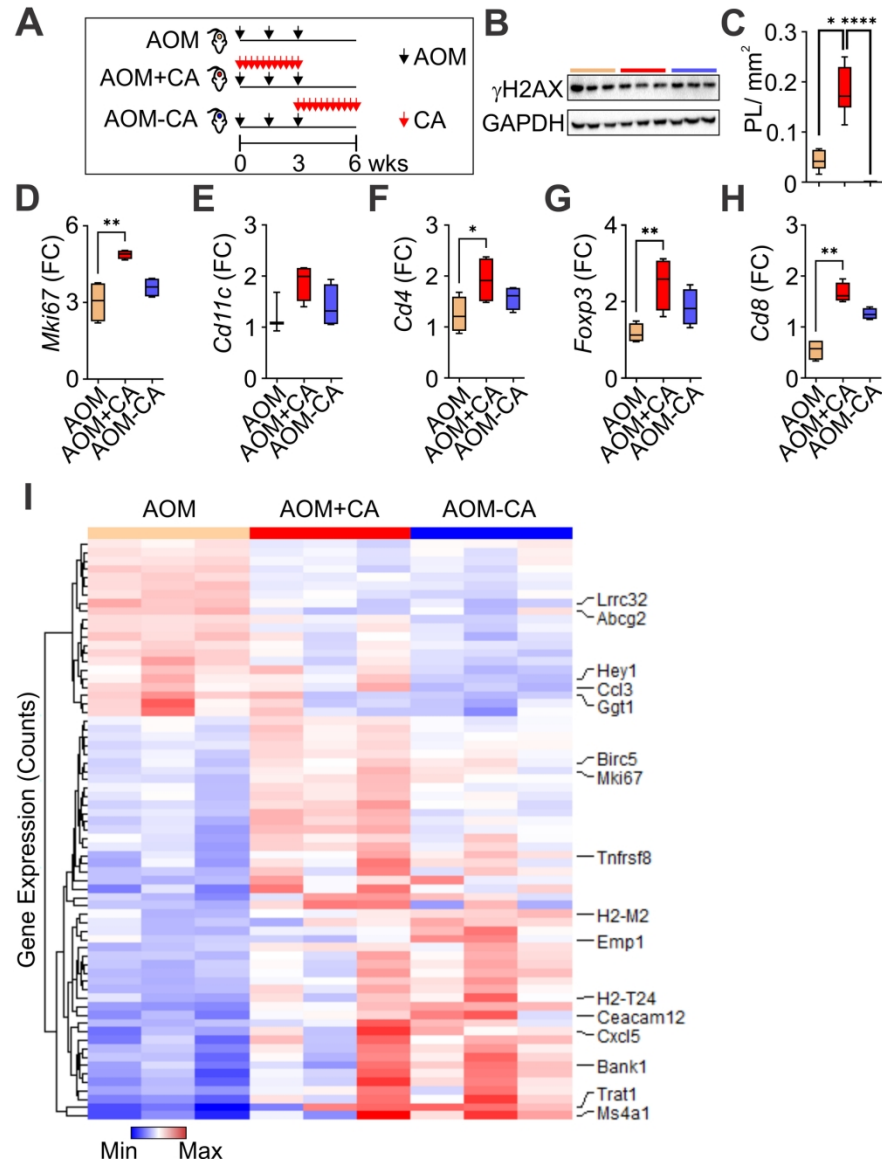 A
AOM
AOM+CA
AOM-CA
AOM
CA
0 3 6 wks
B
γH2AX
GAPDH
C
* ****
PL/ mm²
0.3
0.2
0.1
0
D
Mki67 (FC)
6
3
0
**
AOM
AOM+CA
AOM-CA
E
Cd11c (FC)
3
2
1
0
AOM
AOM+CA
AOM-CA
F
Cd4 (FC)
3
2
1
0
*
AOM
AOM+CA
AOM-CA
G
Foxp3 (FC)
4
2
0
**
AOM
AOM+CA
AOM-CA
H
Cd8 (FC)
3
2
1
0
**
AOM
AOM+CA
AOM-CA
I
AOM AOM+CA AOM-CA
Gene Expression (Counts)
Lrrc32
Abcg2
Hey1
Ccl3
Ggt1
Birc5
Mki67
Tnfrsf8
H2-M2
Emp1
H2-T24
Ceacam12
Cxcl5
Bank1
Trat1
Ms4a1
Min Max